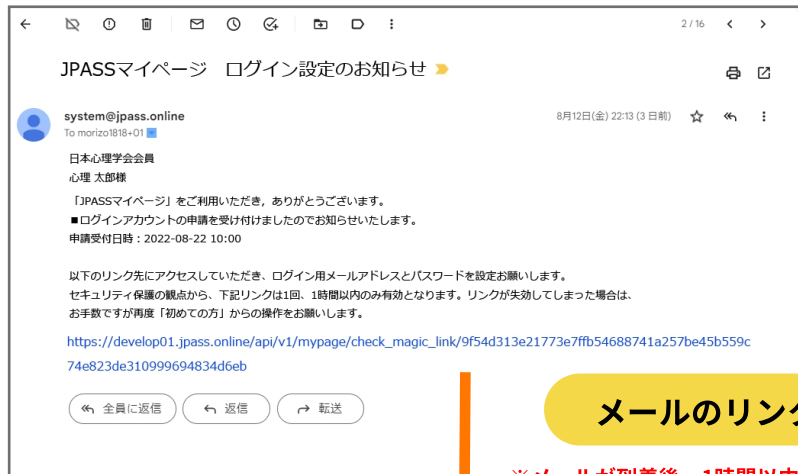 2 / 16
JPASSマイページ　ログイン設定のお知らせ
system@jpass.online
8月12日(金) 22:13 (3 日前)
To morizo1818+01
日本心理学会会員
心理 太郎様
「JPASSマイページ」をご利用いただき，ありがとうございます。
■ログインアカウントの申請を受け付けましたのでお知らせいたします。
申請受付日時：2022-08-22 10:00
以下のリンク先にアクセスしていただき、ログイン用メールアドレスとパスワードを設定お願いします。
セキュリティ保護の観点から、下記リンクは1回、1時間以内のみ有効となります。リンクが失効してしまった場合は、
お手数ですが再度「初めての方」からの操作をお願いします。
https://develop01.jpass.online/api/v1/mypage/check_magic_link/9f54d313e21773e7ffb54688741a257be45b559c
74e823de310999694834d6eb
全員に返信
返信
転送
メールのリンク
※メールが到着後、1時間以内